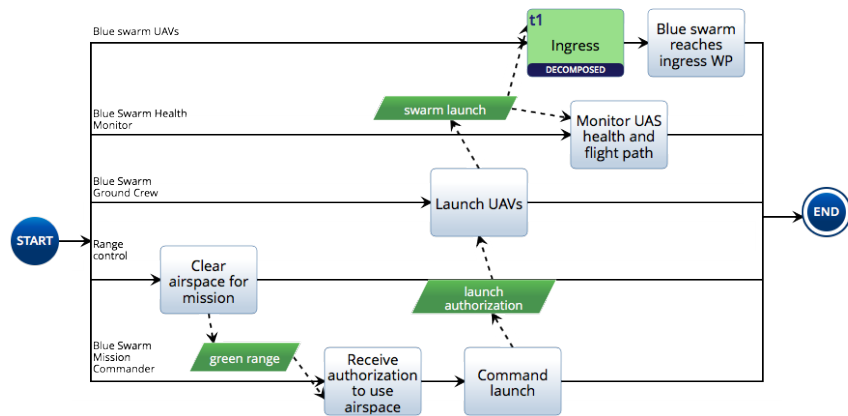 Blue swarm UAVs
t1
Ingress
DECOMPOSED
Blue swarm
reaches
ingress WP
Blue Swarm Health
Monitor
swarm launch
Monitor UAS
health and
flight path
Blue Swarm
Ground Crew
Launch UAVs
START
END
Range
control
Clear
airspace for
mission
launch
authorization
Blue Swarm
Mission
Commander
green range
Receive
authorization
to use
airspace
Command
launch